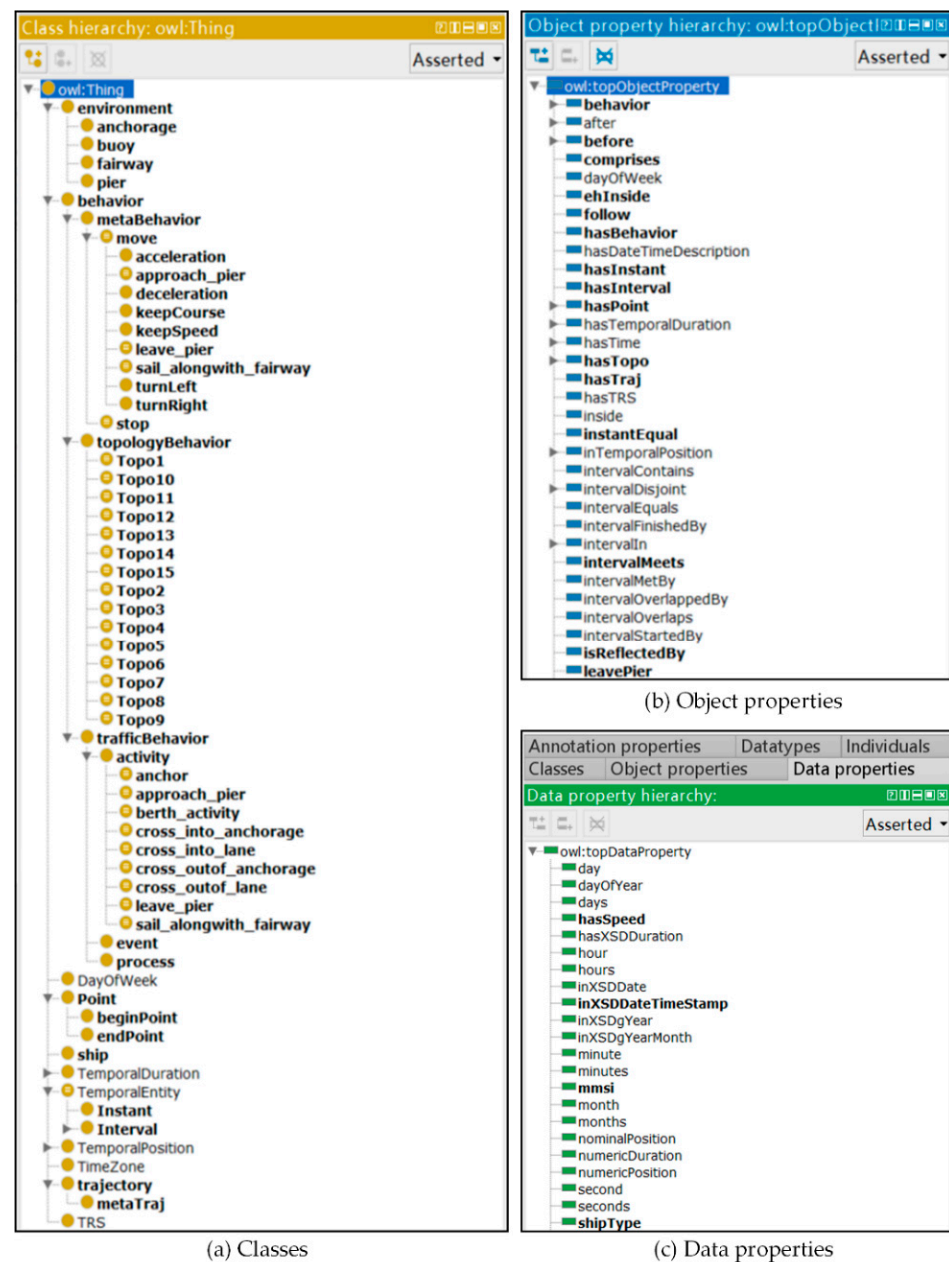 Class hierarchy: owl:Thing
Asserted
owl:Thing
environment
anchorage
buoy
fairway
pier
behavior
metaBehavior
move
acceleration
approach_pier
deceleration
keepCourse
keepSpeed
leave_pier
sail_alongwith_fairway
turnLeft
turnRight
stop
topologyBehavior
Topo1
Topo10
Topo11
Topo12
Topo13
Topo14
Topo15
Topo2
Topo3
Topo4
Topo5
Topo6
Topo7
Topo8
Topo9
trafficBehavior
activity
anchor
approach_pier
berth_activity
cross_into_anchorage
cross_into_lane
cross_outof_anchorage
cross_outof_lane
leave_pier
sail_alongwith_fairway
event
process
DayOfWeek
Point
beginPoint
endPoint
ship
TemporalDuration
TemporalEntity
Instant
Interval
TemporalPosition
TimeZone
trajectory
metaTraj
TRS
(a) Classes
Object property hierarchy: owl:topObjectI
Asserted
owl:topObjectProperty
behavior
after
before
comprises
dayOfWeek
ehInside
follow
hasBehavior
hasDateTimeDescription
hasInstant
hasInterval
hasPoint
hasTemporalDuration
hasTime
hasTopo
hasTraj
hasTRS
inside
instantEqual
inTemporalPosition
intervalContains
intervalDisjoint
intervalEquals
intervalFinishedBy
intervalIn
intervalMeets
intervalMetBy
intervalOverlappedBy
intervalOverlaps
intervalStartedBy
isReflectedBy
leavePier
(b) Object properties
Annotation properties Datatypes Individuals
Classes Object properties Data properties
Data property hierarchy:
Asserted
owl:topDataProperty
day
dayOfYear
days
hasSpeed
hasXSDDuration
hour
hours
inXSDDate
inXSDDateTimeStamp
inXSDgYear
inXSDgYearMonth
minute
minutes
mmsi
month
months
nominalPosition
numericDuration
numericPosition
second
seconds
shipType
(c) Data properties